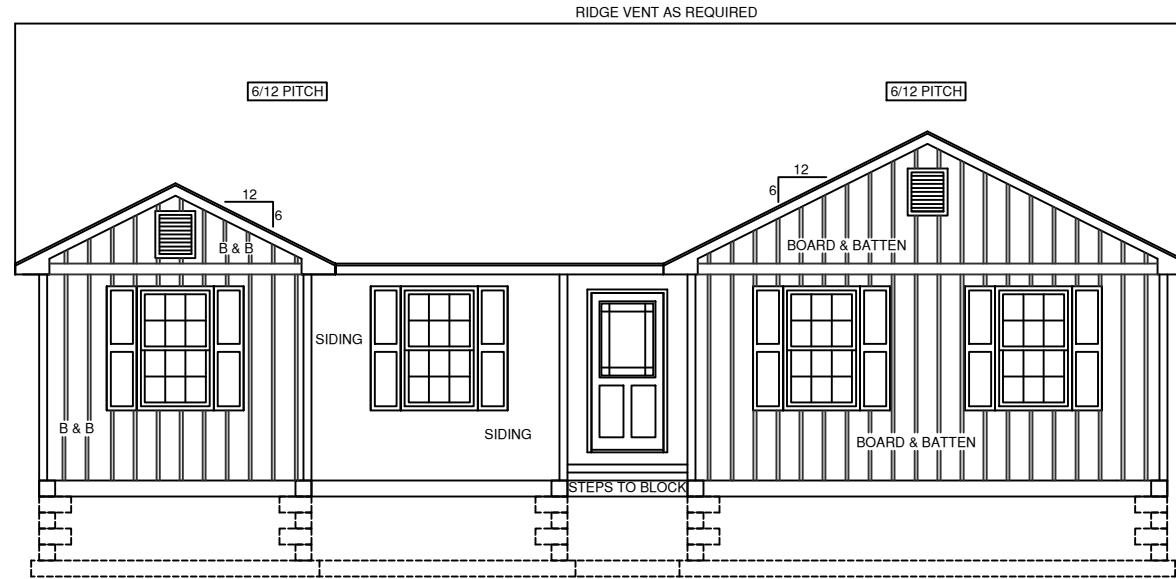 RIDGE VENT AS REQUIRED
6/12 PITCH
6/12 PITCH
12
6
12
6
B & B
BOARD & BATTEN
SIDING
B & B
SIDING
BOARD & BATTEN
STEPS TO BLOCK